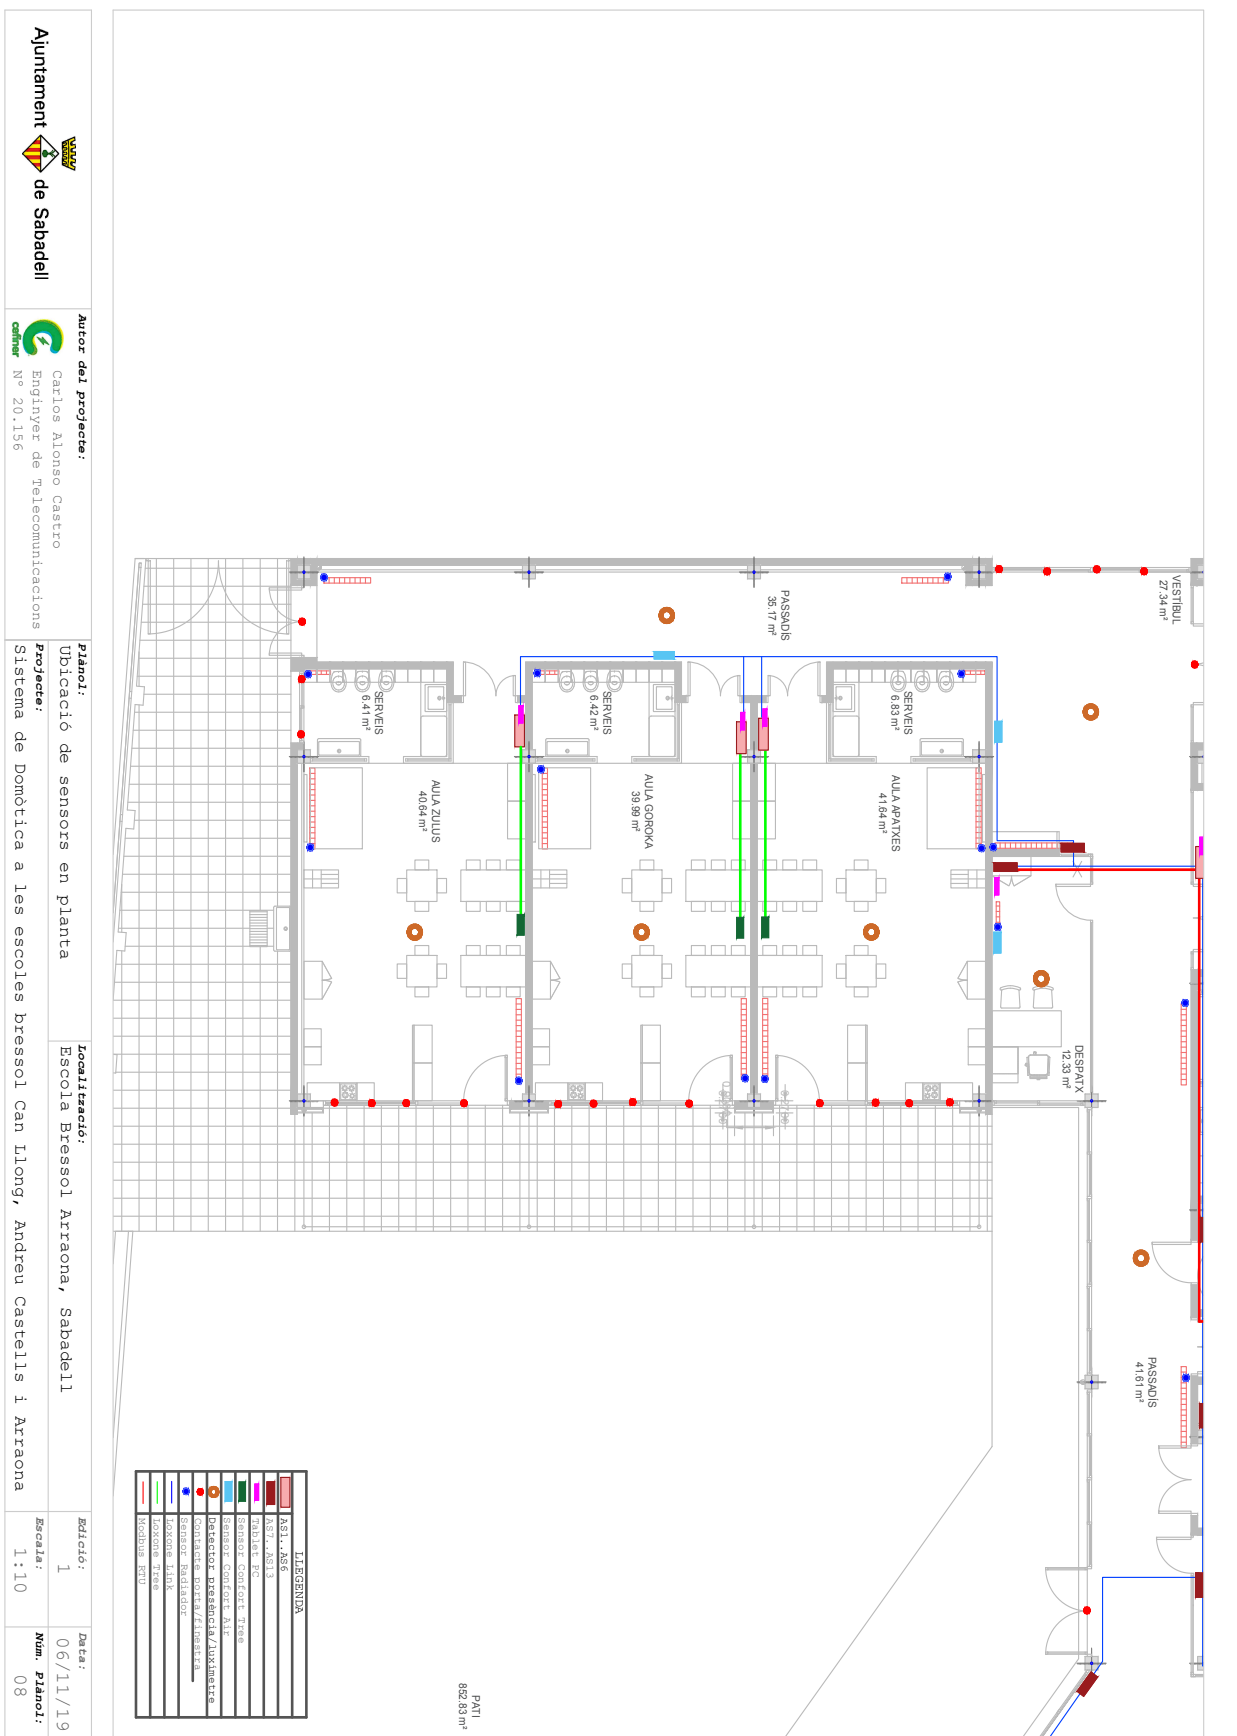 VESTÍBUL
27.34 m²
PASSADÍS
35.17 m²
SERVEIS
6.83 m²
SERVEIS
6.42 m²
SERVEIS
6.41 m²
AULA APATXES
41.64 m²
AULA GOROKA
39.99 m²
AULA ZULUS
40.64 m²
DESPATX
12.33 m²
PASSADÍS
41.61 m²
PATI
852.83 m²
LLEGENDA
AS1..AS6
AS7..AS13
Tablet PC
Sensor Confort Tree
Sensor Confort Air
Detector presència/luxímetre
Contacte porta/finestra
Sensor Radiador
Loxone Link
Loxone Tree
Modbus RTU
Ajuntament de Sabadell
Autor del projecte:
cefiner
Carlos Alonso Castro
Enginyer de Telecomunicacions
Nº 20.156
Plànol:
Ubicació de sensors en planta
Localització:
Escola Bressol Arraona, Sabadell
Projecte:
Sistema de Domòtica a les escoles bressol Can Llong, Andreu Castells i Arraona
Edició:
1
Data:
06/11/19
Escala:
1:10
Núm. Plànol:
08